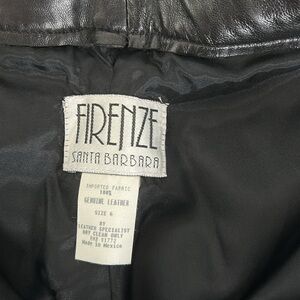 FIRENZE
SANTA BARBARA
IMPORTED FABRIC
100%
GENUINE LEATHER
SIZE 6
BY
LEATHER SPECIALIST
DRY CLEAN ONLY
Made in Mexico